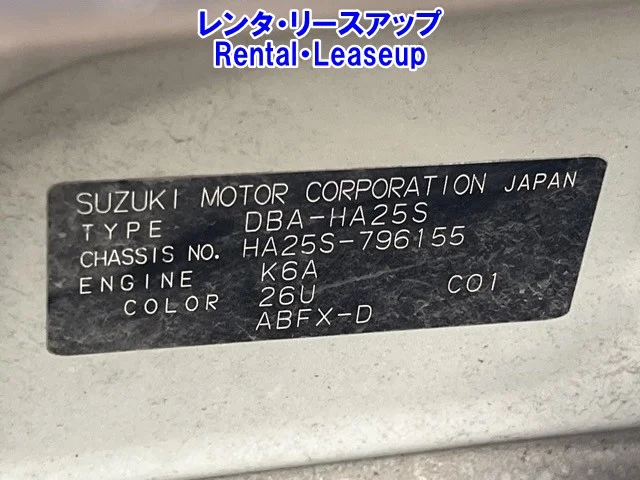 レンタ・リースアップ
Rental・Leaseup
SUZUKI MOTOR CORPORATION JAPAN
TYPE DBA-HA25S
CHASSIS NO. HA25S-796155
ENGINE K6A
COLOR 26U C01
ABFX-D